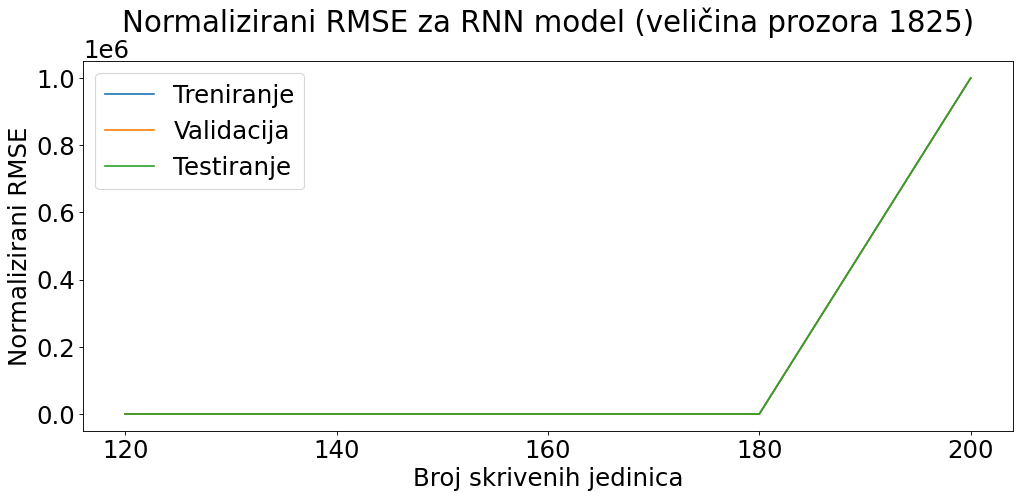 Normalizirani RMSE za RNN model (veličina prozora 1825)
1e6
1.0
0.8
0.6
0.4
0.2
0.0
Normalizirani RMSE
Treniranje
Validacija
Testiranje
120 140 160 180 200
Broj skrivenih jedinica